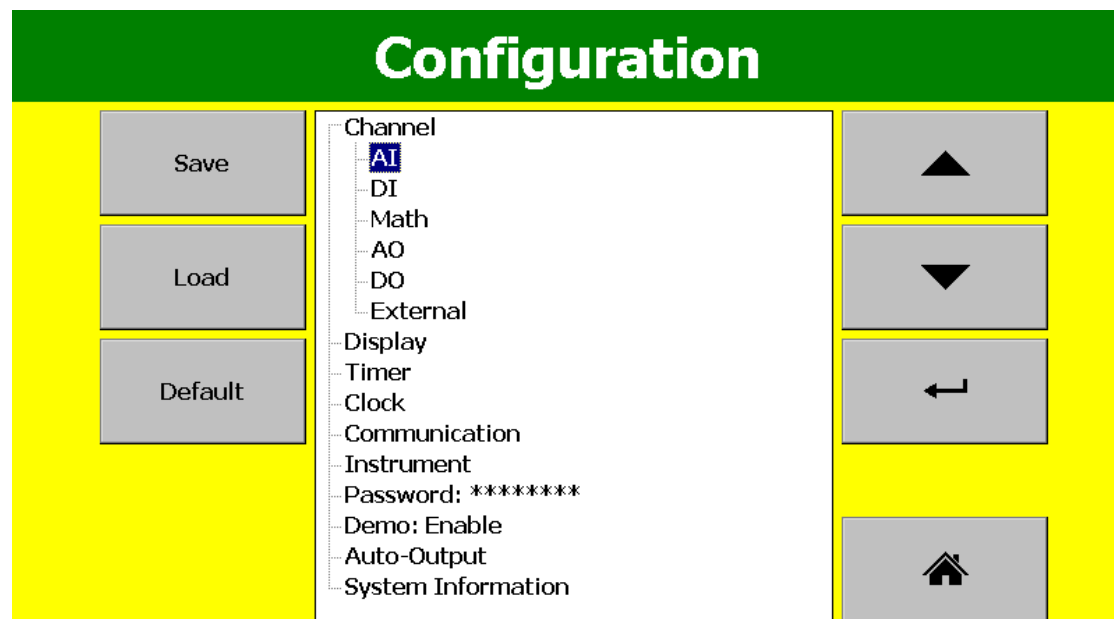 Configuration
Save
Load
Default
Channel
AI
DI
Math
AO
DO
External
Display
Timer
Clock
Communication
Instrument
Password: ********
Demo: Enable
Auto-Output
System Information